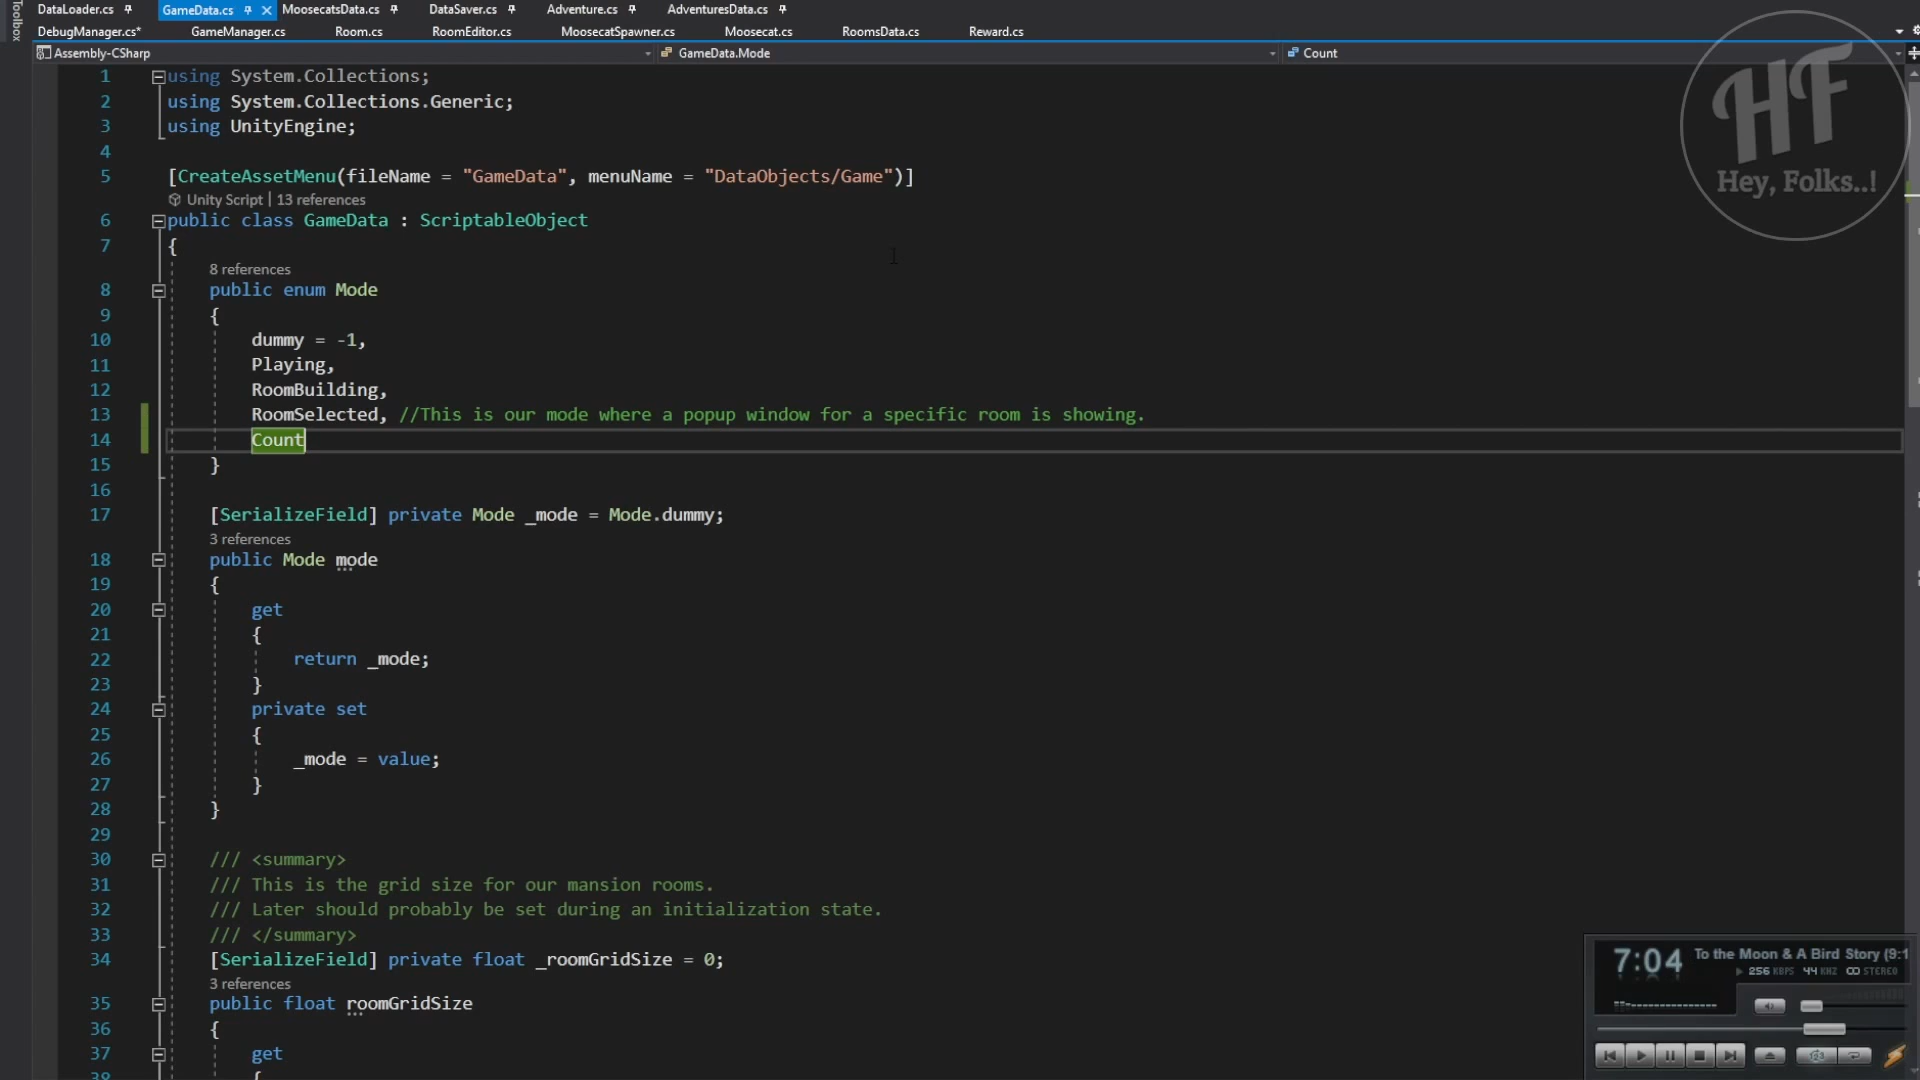 Toolbox
DataLoader.cs GameData.cs MoosecatsData.cs DataSaver.cs Adventure.cs AdventuresData.cs
DebugManager.cs* GameManager.cs Room.cs RoomEditor.cs MoosecatSpawner.cs Moosecat.cs RoomsData.cs Reward.cs
Assembly-CSharp GameData.Mode Count
HF
Hey, Folks..!
1 using System.Collections;
2 using System.Collections.Generic;
3 using UnityEngine;
4
5 [CreateAssetMenu(fileName = "GameData", menuName = "DataObjects/Game")]
Unity Script | 13 references
6 public class GameData : ScriptableObject
7 {
8 references
8 public enum Mode
9 {
10 dummy = -1,
11 Playing,
12 RoomBuilding,
13 RoomSelected, //This is our mode where a popup window for a specific room is showing.
14 Count
15 }
16
17 [SerializeField] private Mode _mode = Mode.dummy;
3 references
18 public Mode mode
19 {
20 get
21 {
22 return _mode;
23 }
24 private set
25 {
26 _mode = value;
27 }
28 }
29
30 /// <summary>
31 /// This is the grid size for our mansion rooms.
32 /// Later should probably be set during an initialization state.
33 /// </summary>
34 [SerializeField] private float _roomGridSize = 0;
3 references
35 public float roomGridSize
36 {
37 get
38 {
7:04 To the Moon & A Bird Story (9:1
256 KBPS 44 KHZ STEREO